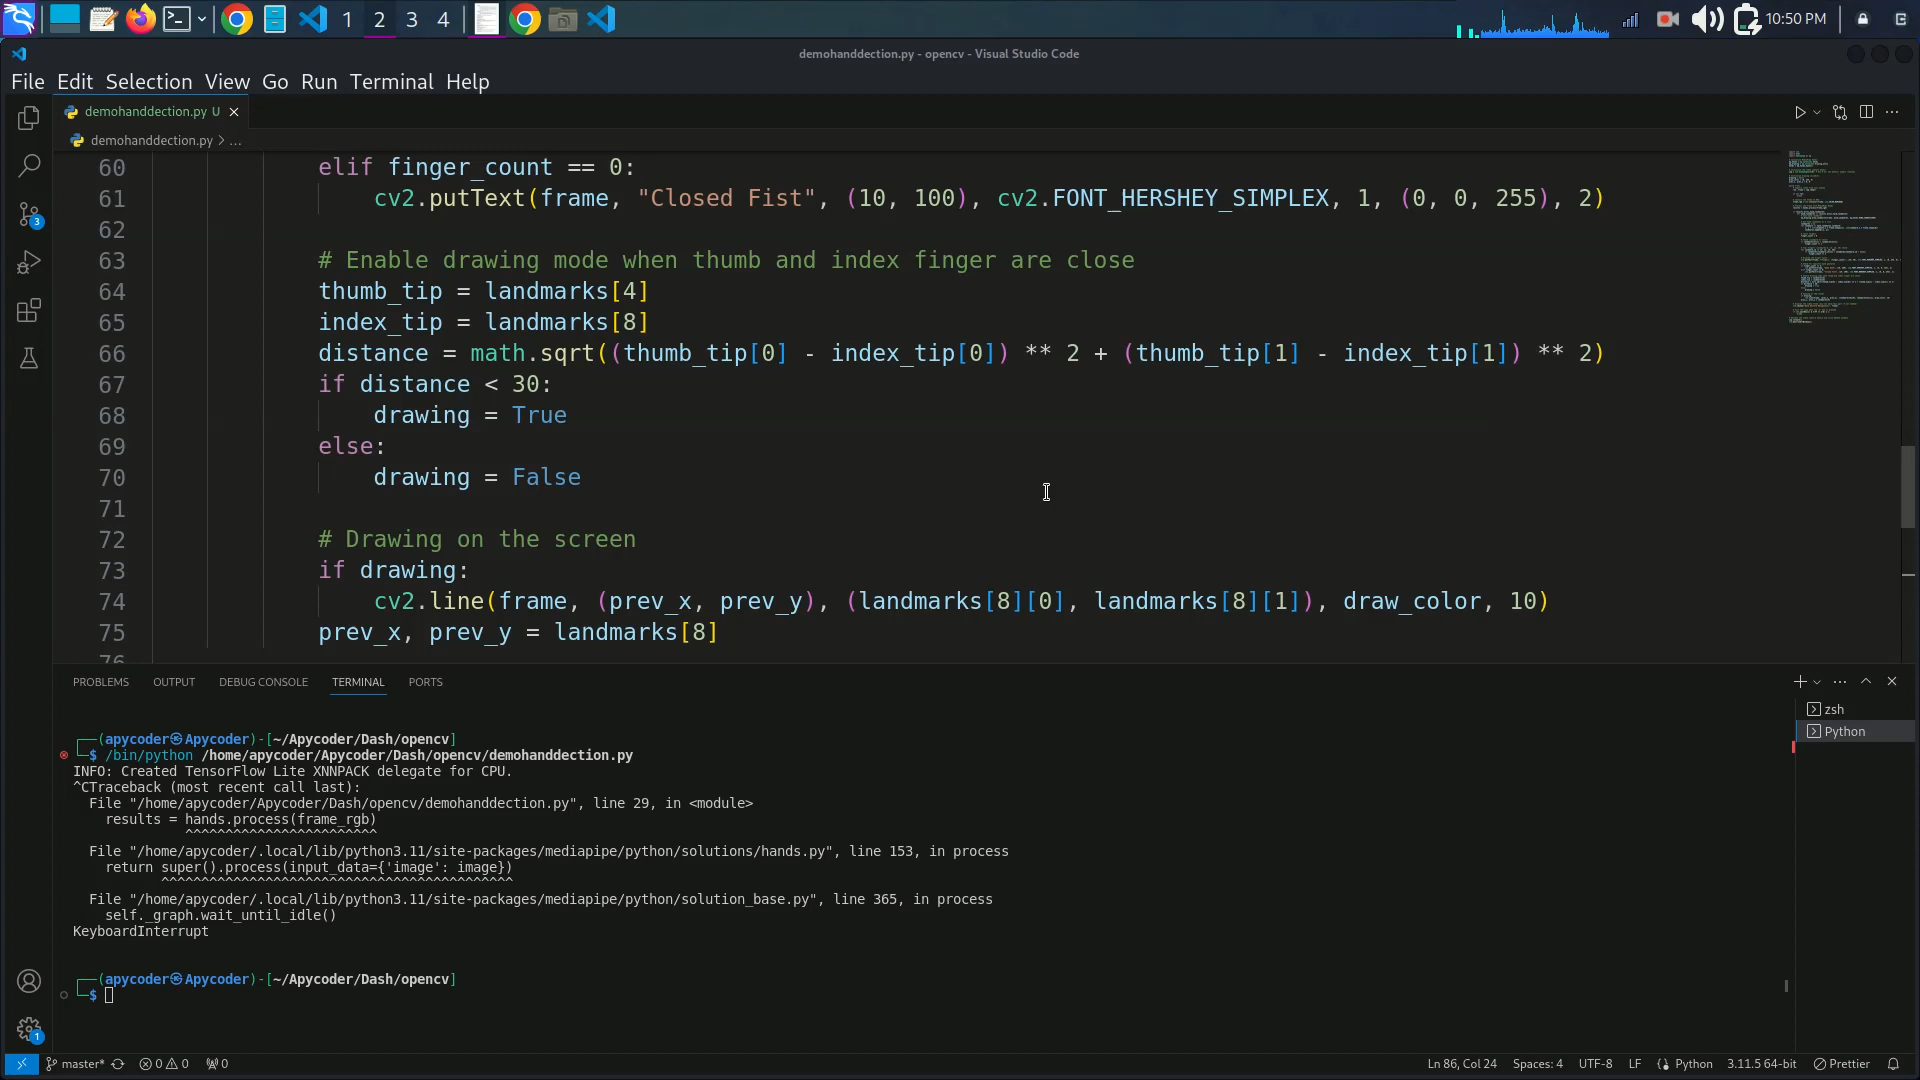 1 2 3 4
10:50 PM
demohanddection.py - opencv - Visual Studio Code
File Edit Selection View Go Run Terminal Help
demohanddection.py U
demohanddection.py > ...
60 elif finger_count == 0:
61 cv2.putText(frame, "Closed Fist", (10, 100), cv2.FONT_HERSHEY_SIMPLEX, 1, (0, 0, 255), 2)
62
63 # Enable drawing mode when thumb and index finger are close
64 thumb_tip = landmarks[4]
65 index_tip = landmarks[8]
66 distance = math.sqrt((thumb_tip[0] - index_tip[0]) ** 2 + (thumb_tip[1] - index_tip[1]) ** 2)
67 if distance < 30:
68 drawing = True
69 else:
70 drawing = False
71
72 # Drawing on the screen
73 if drawing:
74 cv2.line(frame, (prev_x, prev_y), (landmarks[8][0], landmarks[8][1]), draw_color, 10)
75 prev_x, prev_y = landmarks[8]
76
3
PROBLEMS OUTPUT DEBUG CONSOLE TERMINAL PORTS
zsh
Python
┌──(apycoder㉿Apycoder)-[~/Apycoder/Dash/opencv]
└─$ /bin/python /home/apycoder/Apycoder/Dash/opencv/demohanddection.py
INFO: Created TensorFlow Lite XNNPACK delegate for CPU.
^CTraceback (most recent call last):
File "/home/apycoder/Apycoder/Dash/opencv/demohanddection.py", line 29, in <module>
results = hands.process(frame_rgb)
^^^^^^^^^^^^^^^^^^^^^^^^
File "/home/apycoder/.local/lib/python3.11/site-packages/mediapipe/python/solutions/hands.py", line 153, in process
return super().process(input_data={'image': image})
^^^^^^^^^^^^^^^^^^^^^^^^^^^^^^^^^^^^^^^^^^^^
File "/home/apycoder/.local/lib/python3.11/site-packages/mediapipe/python/solution_base.py", line 365, in process
self._graph.wait_until_idle()
KeyboardInterrupt
┌──(apycoder㉿Apycoder)-[~/Apycoder/Dash/opencv]
└─$
1
master* 0 0 0 Ln 86, Col 24 Spaces: 4 UTF-8 LF Python 3.11.5 64-bit Prettier